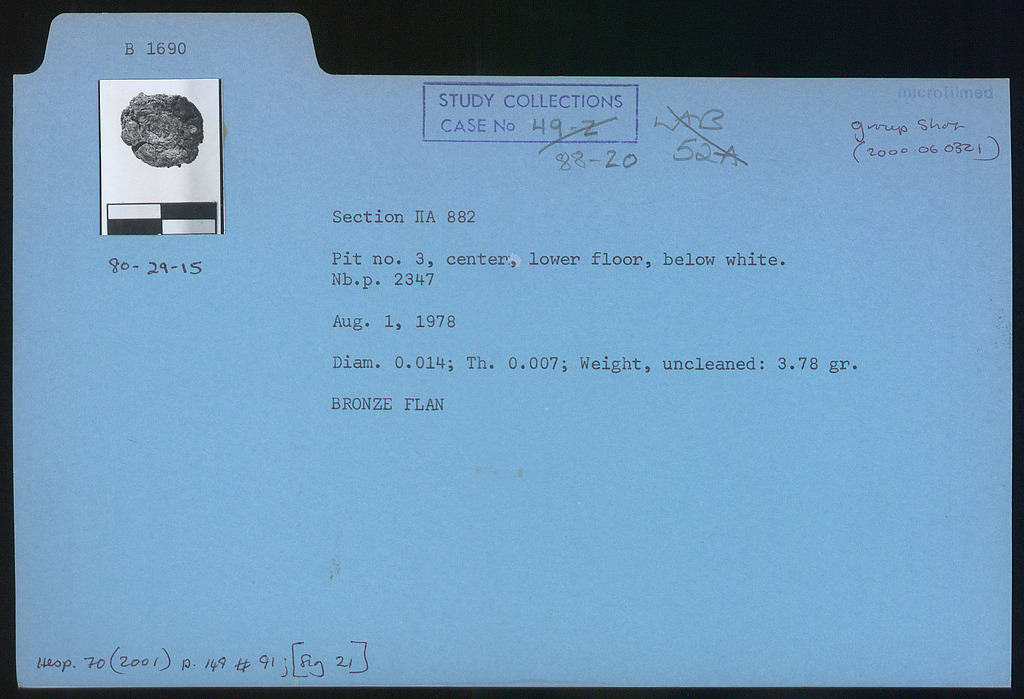 B 1690
microfilmed
STUDY COLLECTIONS
CASE No 49-Z
88-20
LAB
52A
group shot
(2000 06 0321)
Section IIA 882
80-29-15
Pit no. 3, center, lower floor, below white.
Nb.p. 2347
Aug. 1, 1978
Diam. 0.014; Th. 0.007; Weight, uncleaned: 3.78 gr.
BRONZE FLAN
Hesp. 70 (2001) p. 149 # 91; [fig 21]